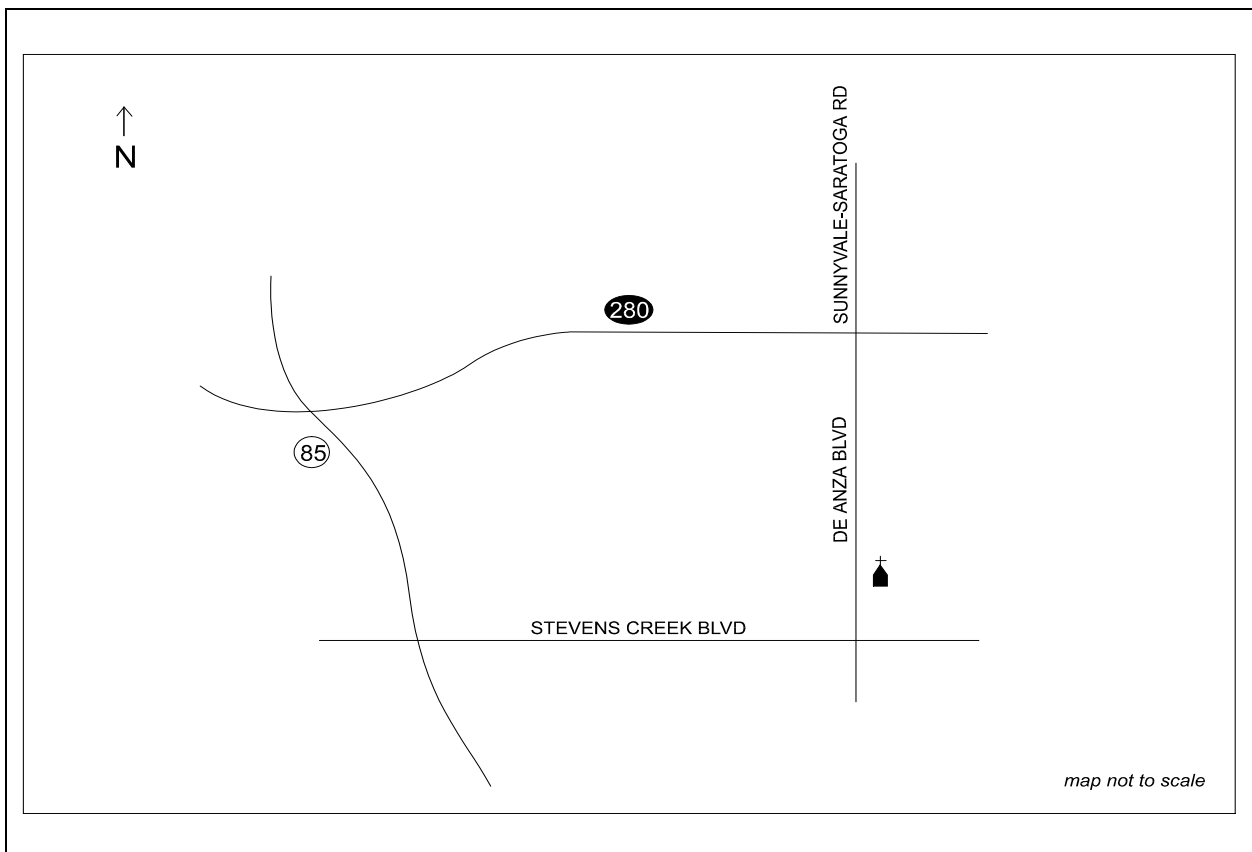 N
SUNNYVALE-SARATOGA RD
280
85
DE ANZA BLVD
STEVENS CREEK BLVD
map not to scale